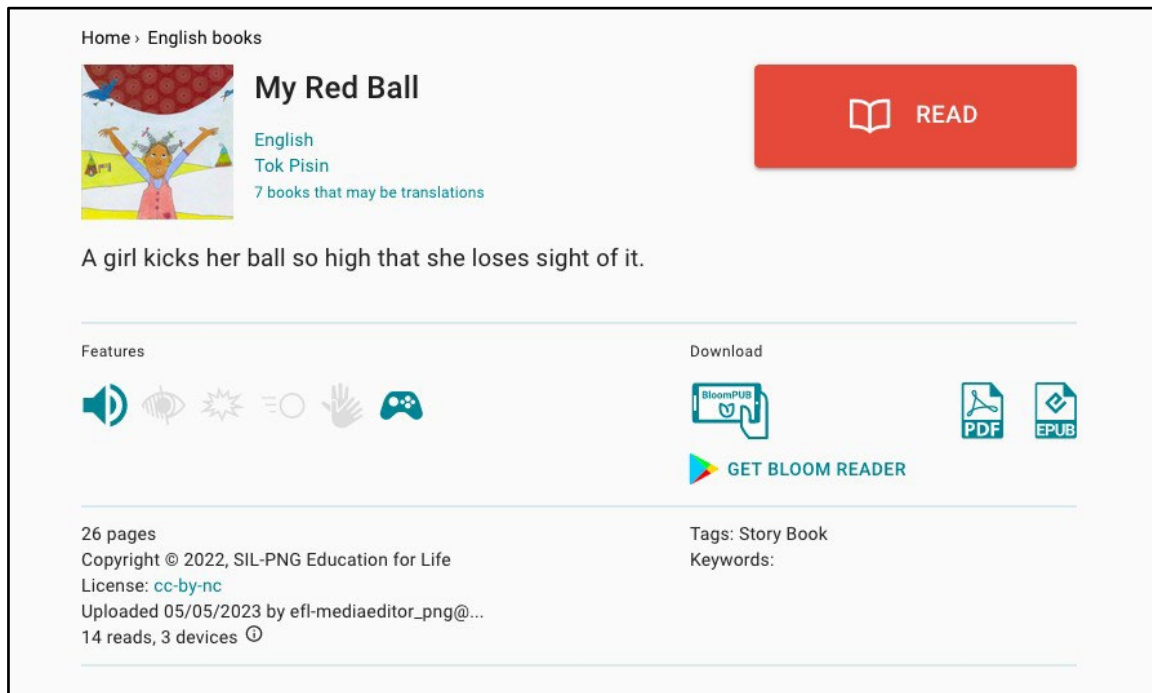 Home › English books
My Red Ball
READ
English
Tok Pisin
7 books that may be translations
A girl kicks her ball so high that she loses sight of it.
Features
Download
BloomPUB
PDF
EPUB
GET BLOOM READER
26 pages
Copyright © 2022, SIL-PNG Education for Life
License: cc-by-nc
Uploaded 05/05/2023 by efl-mediaeditor_png@...
14 reads, 3 devices
Tags: Story Book
Keywords: